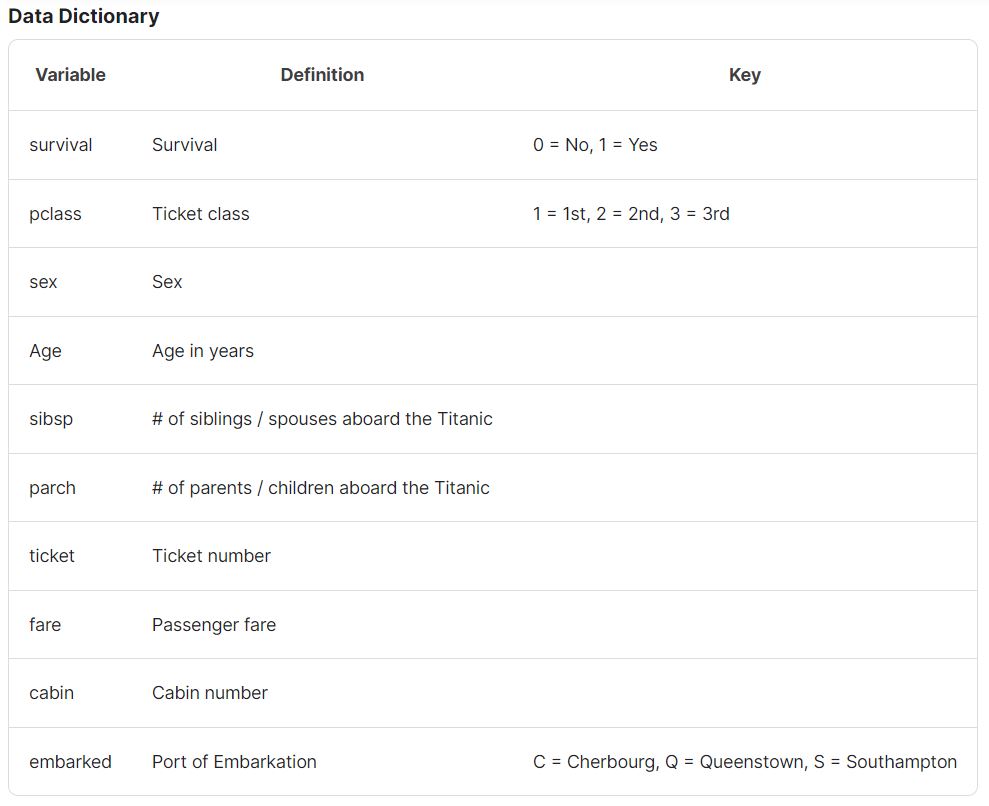 Data Dictionary
Variable Definition Key
survival Survival 0 = No, 1 = Yes
pclass Ticket class 1 = 1st, 2 = 2nd, 3 = 3rd
sex Sex
Age Age in years
sibsp # of siblings / spouses aboard the Titanic
parch # of parents / children aboard the Titanic
ticket Ticket number
fare Passenger fare
cabin Cabin number
embarked Port of Embarkation C = Cherbourg, Q = Queenstown, S = Southampton